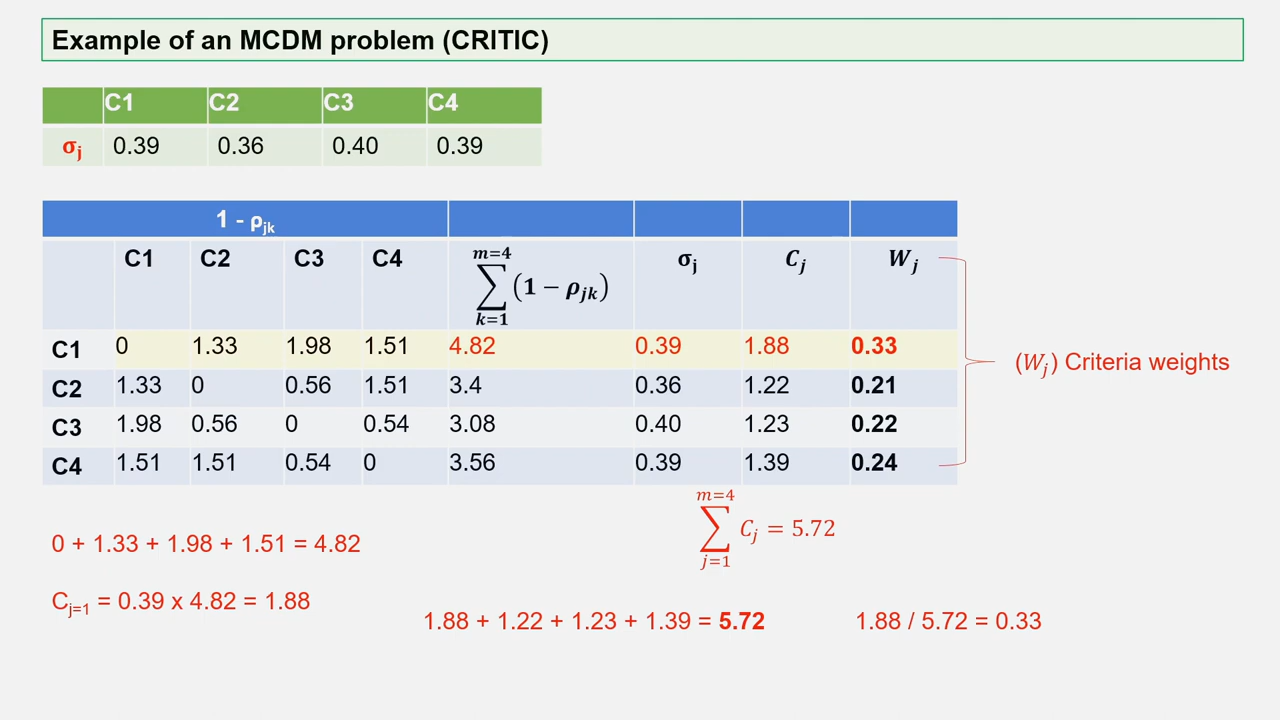 Example of an MCDM problem (CRITIC)
C1 C2 C3 C4
σj 0.39 0.36 0.40 0.39
1 - ρjk
C1 C2 C3 C4 m=4 ∑ k=1 (1 − ρjk) σj Cj Wj
C1 0 1.33 1.98 1.51 4.82 0.39 1.88 0.33
C2 1.33 0 0.56 1.51 3.4 0.36 1.22 0.21
C3 1.98 0.56 0 0.54 3.08 0.40 1.23 0.22
C4 1.51 1.51 0.54 0 3.56 0.39 1.39 0.24
(Wj) Criteria weights
m=4 ∑ j=1 Cj = 5.72
0 + 1.33 + 1.98 + 1.51 = 4.82
Cj=1 = 0.39 x 4.82 = 1.88
1.88 + 1.22 + 1.23 + 1.39 = 5.72
1.88 / 5.72 = 0.33